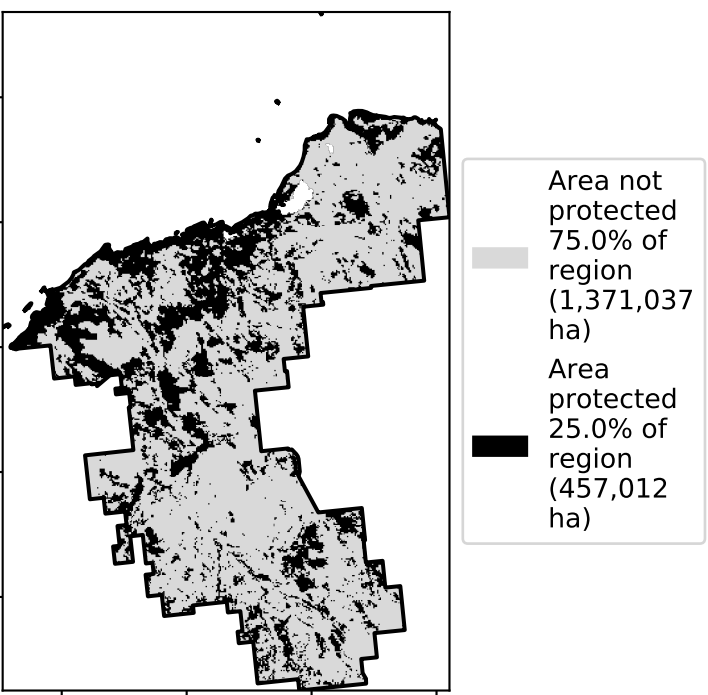 Area not
protected
75.0% of
region
(1,371,037
ha)
Area
protected
25.0% of
region
(457,012
ha)